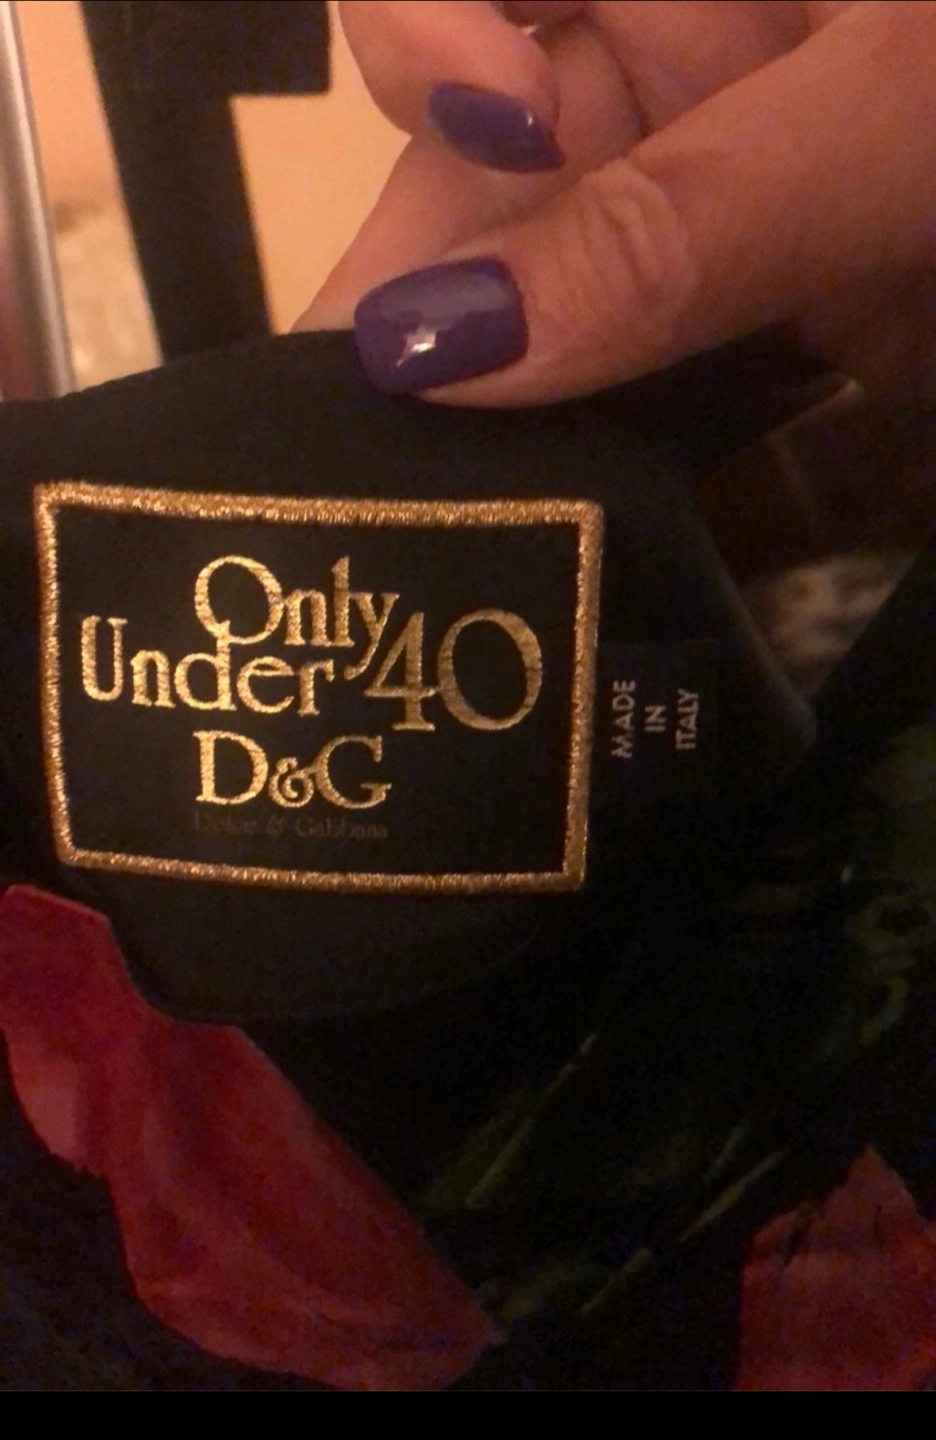 Only
Under 40
D&G
Dolce & Gabbana
MADE
IN
ITALY